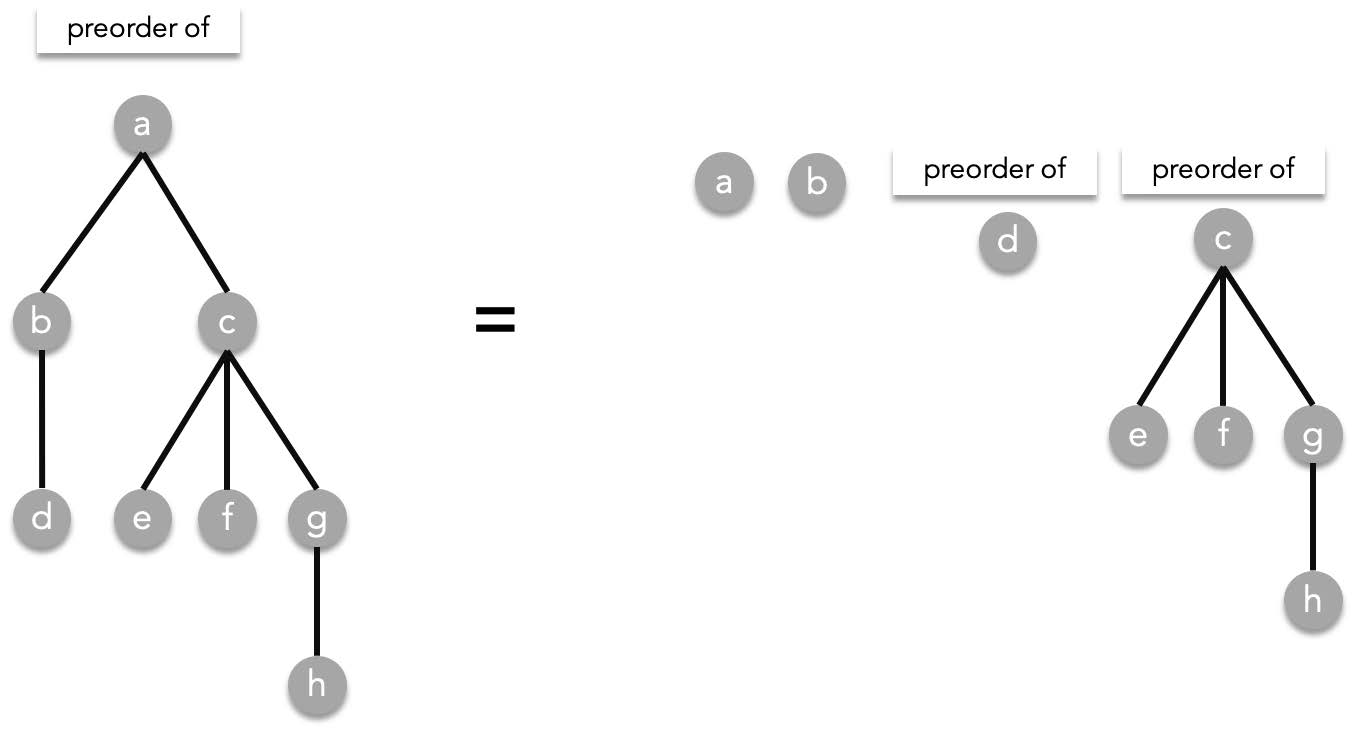 preorder of
a
b c
d e f g
h
=
a b preorder of preorder of
d c
e f g
h